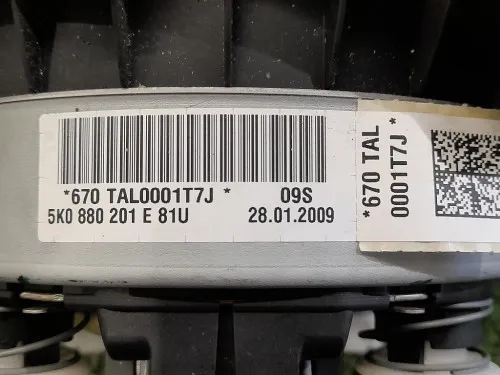 *670 TAL0001T7J * 09S
5K0 880 201 E 81U 28.01.2009
*670 TAL
0001T7J*